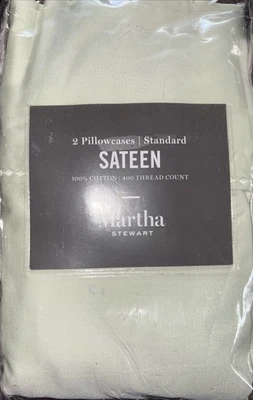 2 Pillowcases | Standard
SATEEN
100% COTTON | 400 THREAD COUNT
Martha
STEWART